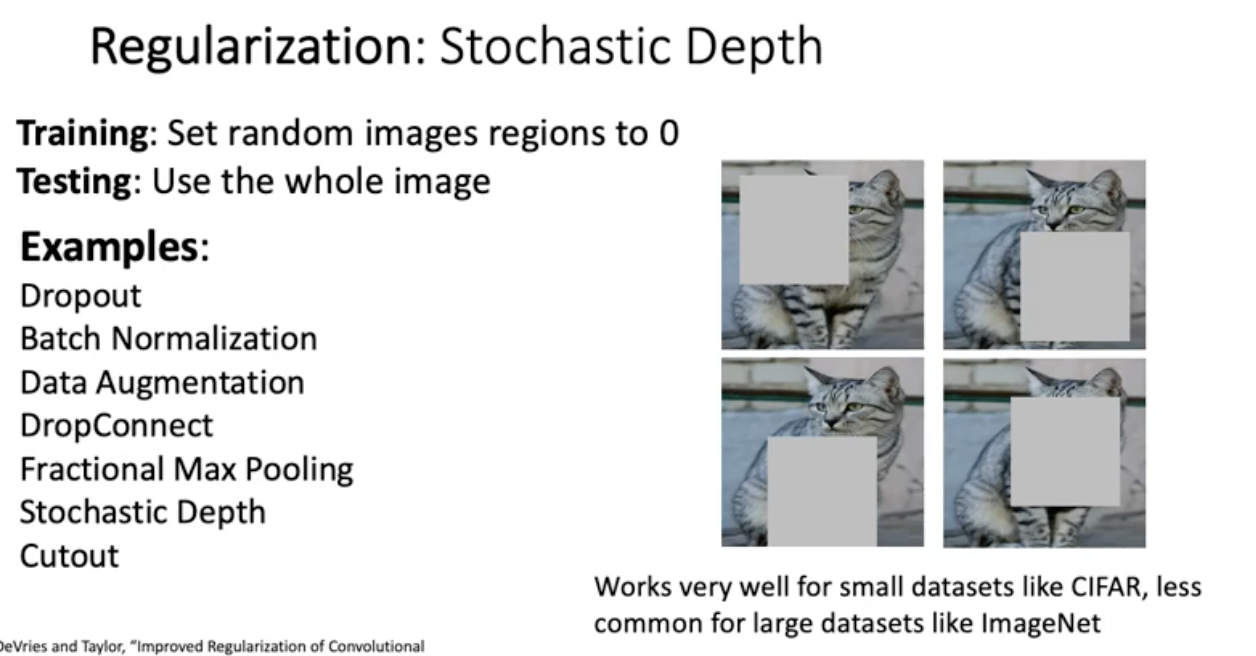 Regularization: Stochastic Depth
Training: Set random images regions to 0
Testing: Use the whole image
Examples:
Dropout
Batch Normalization
Data Augmentation
DropConnect
Fractional Max Pooling
Stochastic Depth
Cutout
Works very well for small datasets like CIFAR, less
common for large datasets like ImageNet
DeVries and Taylor, “Improved Regularization of Convolutional